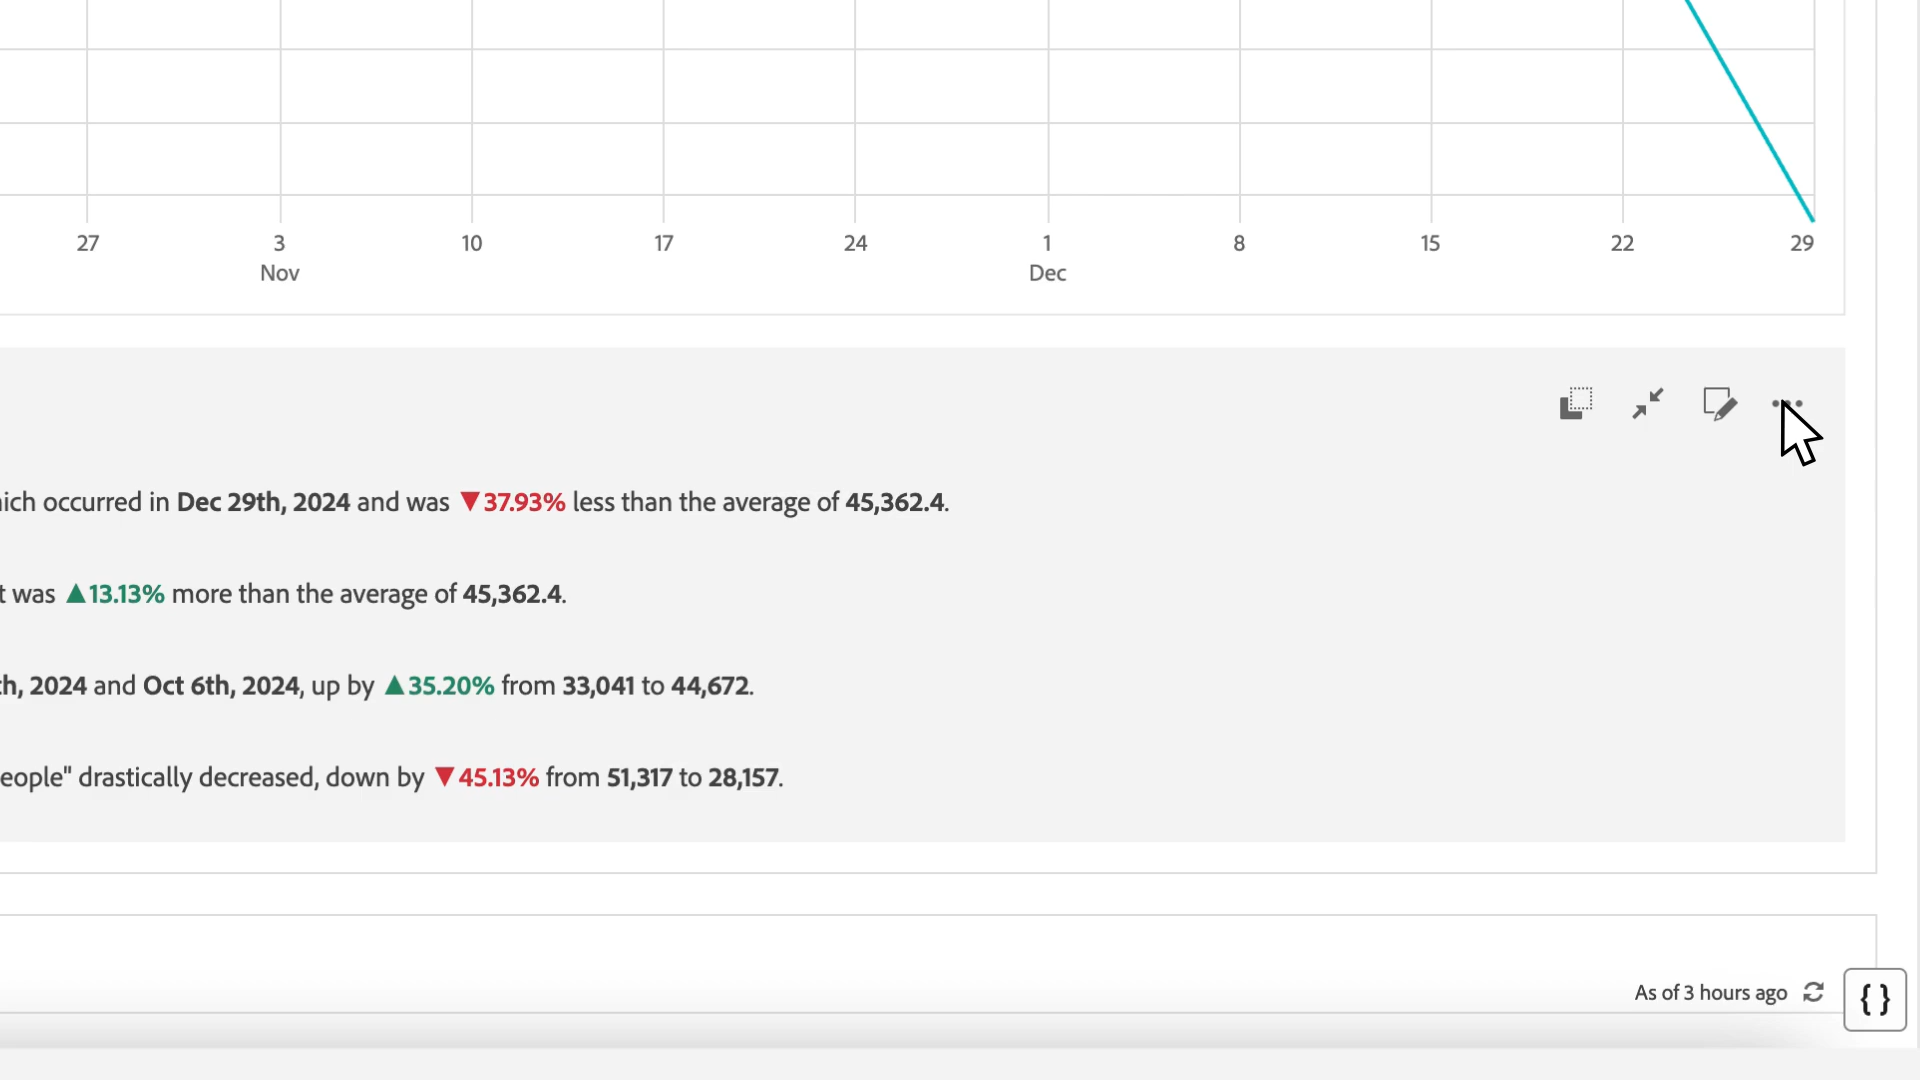 27 3 10 17 24 1 8 15 22 29
Nov Dec
occurred in Dec 29th, 2024 and was ▼37.93% less than the average of 45,362.4.
was ▲13.13% more than the average of 45,362.4.
2024 and Oct 6th, 2024, up by ▲35.20% from 33,041 to 44,672.
drastically decreased, down by ▼45.13% from 51,317 to 28,157.
As of 3 hours ago
{ }